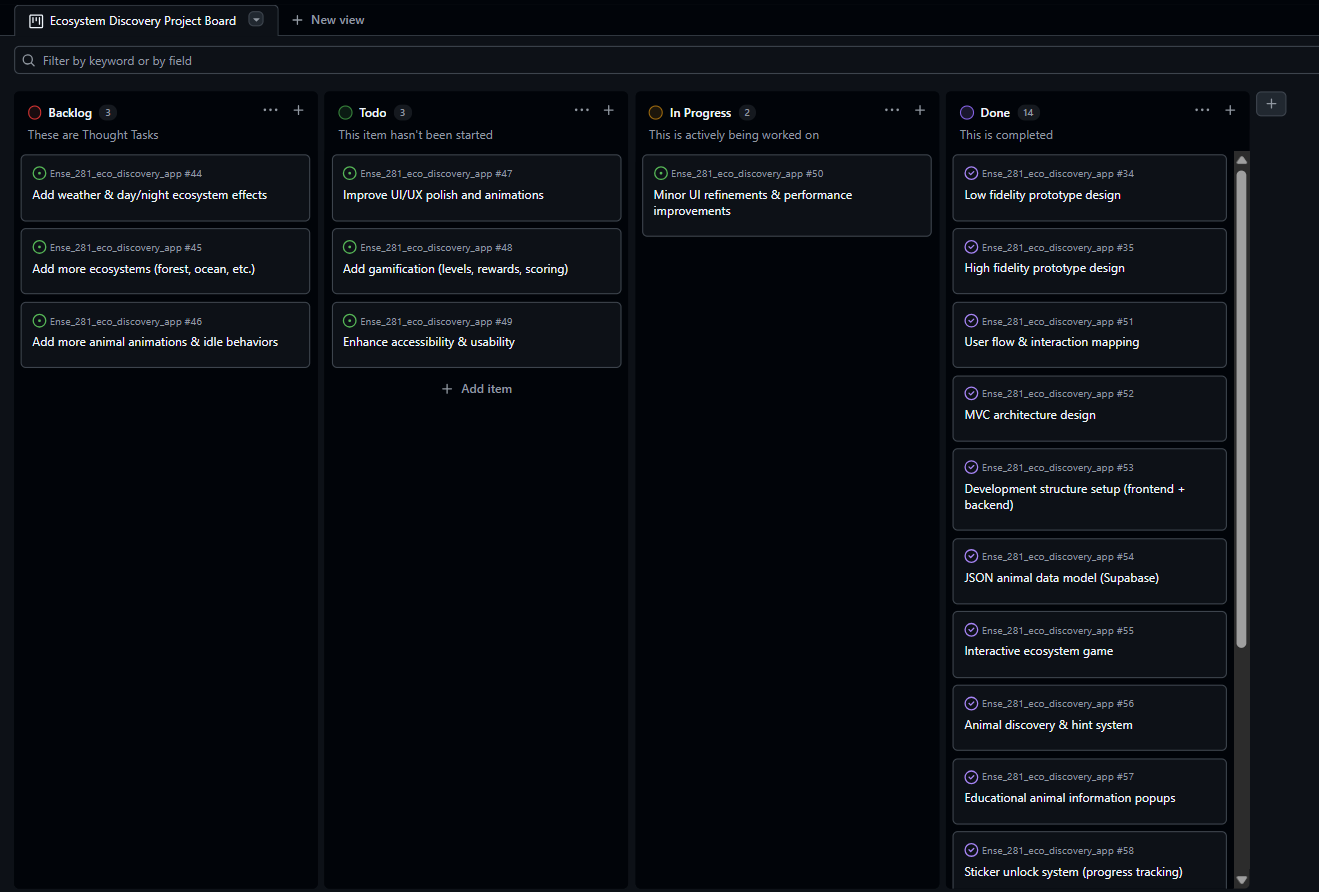 Ecosystem Discovery Project Board
New view
Filter by keyword or by field
Backlog 3
These are Thought Tasks
Ense_281_eco_discovery_app #44
Add weather & day/night ecosystem effects
Ense_281_eco_discovery_app #45
Add more ecosystems (forest, ocean, etc.)
Ense_281_eco_discovery_app #46
Add more animal animations & idle behaviors
Todo 3
This item hasn't been started
Ense_281_eco_discovery_app #47
Improve UI/UX polish and animations
Ense_281_eco_discovery_app #48
Add gamification (levels, rewards, scoring)
Ense_281_eco_discovery_app #49
Enhance accessibility & usability
Add item
In Progress 2
This is actively being worked on
Ense_281_eco_discovery_app #50
Minor UI refinements & performance
improvements
Done 14
This is completed
Ense_281_eco_discovery_app #34
Low fidelity prototype design
Ense_281_eco_discovery_app #35
High fidelity prototype design
Ense_281_eco_discovery_app #51
User flow & interaction mapping
Ense_281_eco_discovery_app #52
MVC architecture design
Ense_281_eco_discovery_app #53
Development structure setup (frontend +
backend)
Ense_281_eco_discovery_app #54
JSON animal data model (Supabase)
Ense_281_eco_discovery_app #55
Interactive ecosystem game
Ense_281_eco_discovery_app #56
Animal discovery & hint system
Ense_281_eco_discovery_app #57
Educational animal information popups
Ense_281_eco_discovery_app #58
Sticker unlock system (progress tracking)